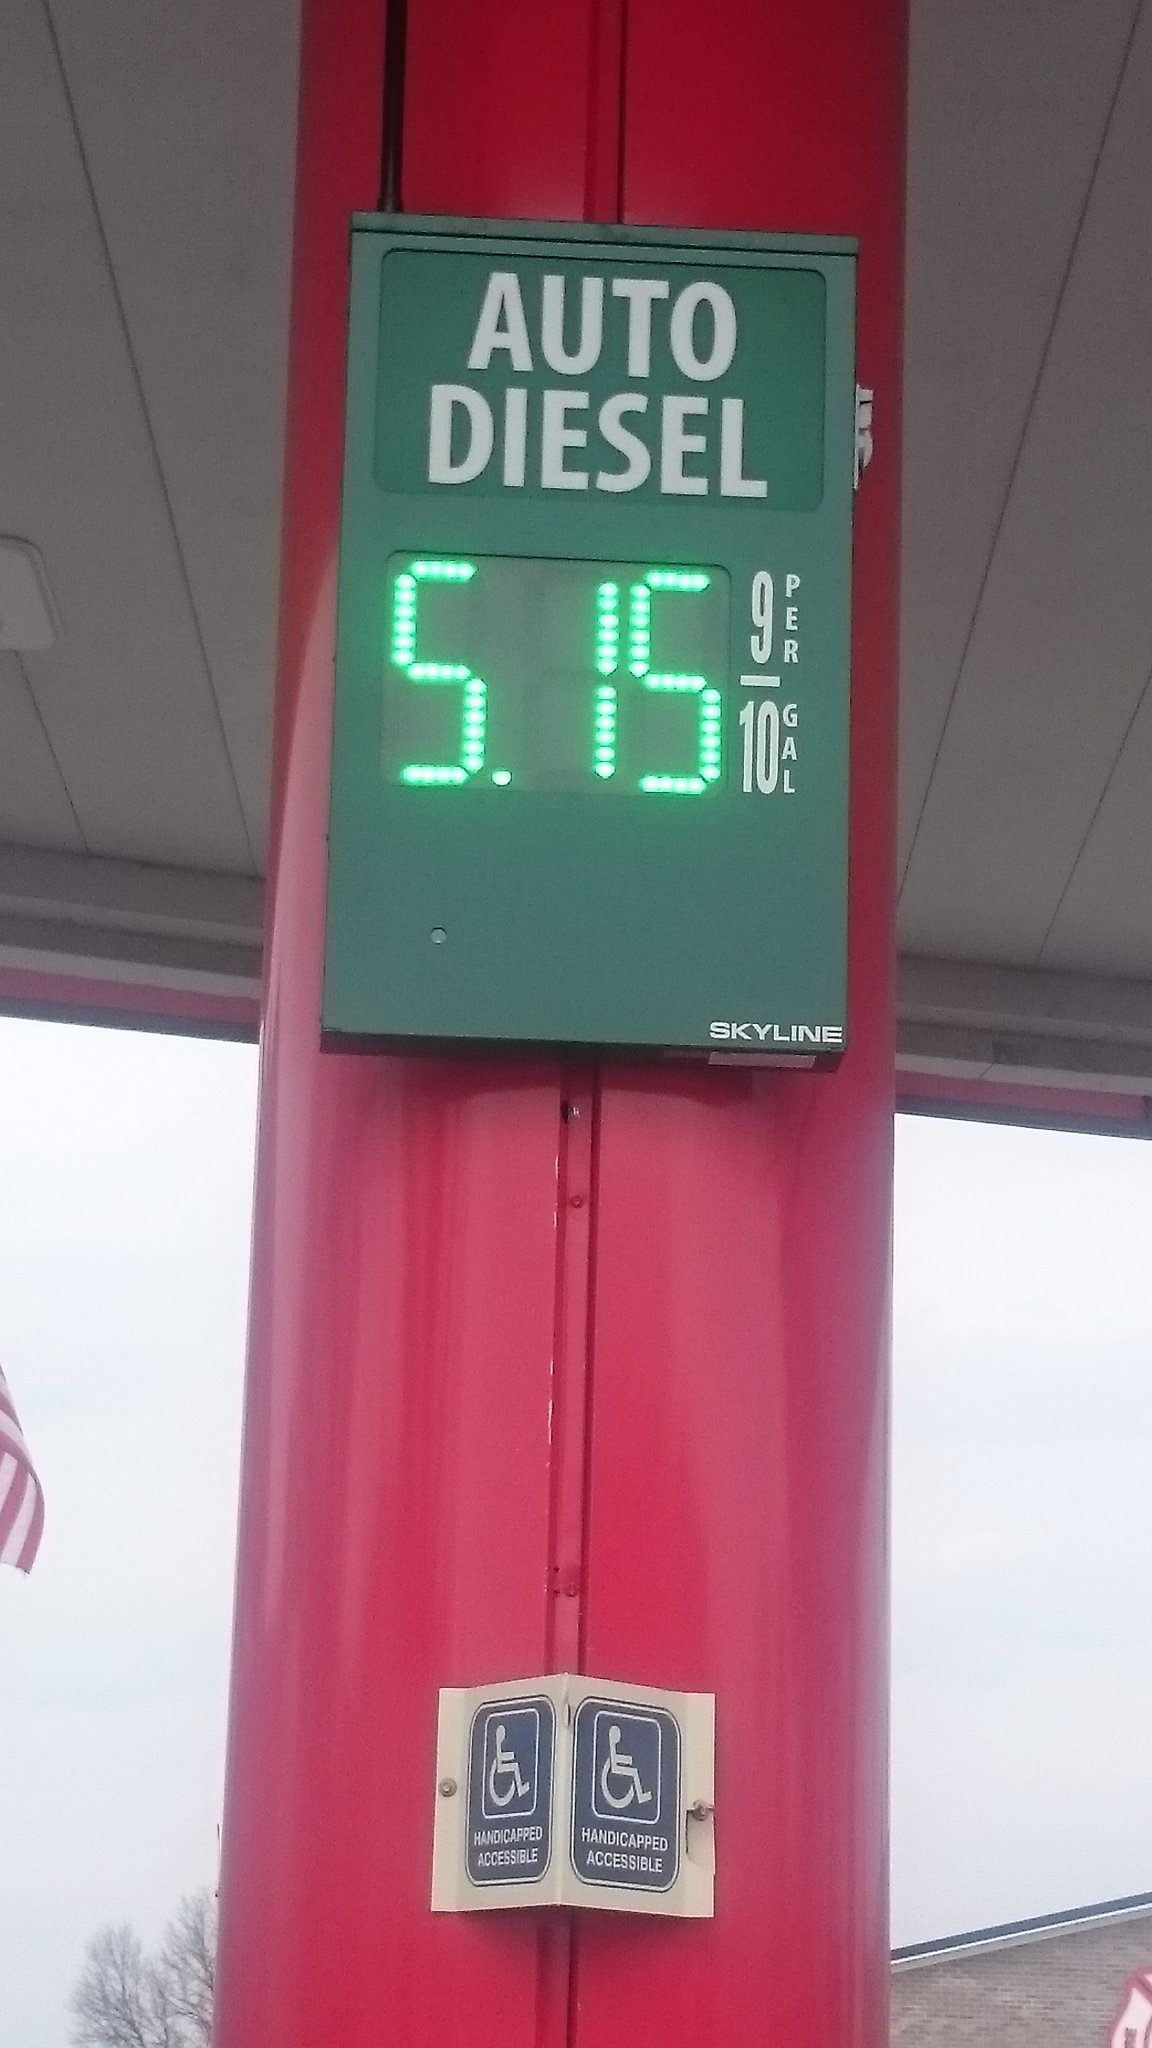 AUTO
DIESEL
5.15 9/10 PER GAL
SKYLINE
HANDICAPPED
ACCESSIBLE
HANDICAPPED
ACCESSIBLE